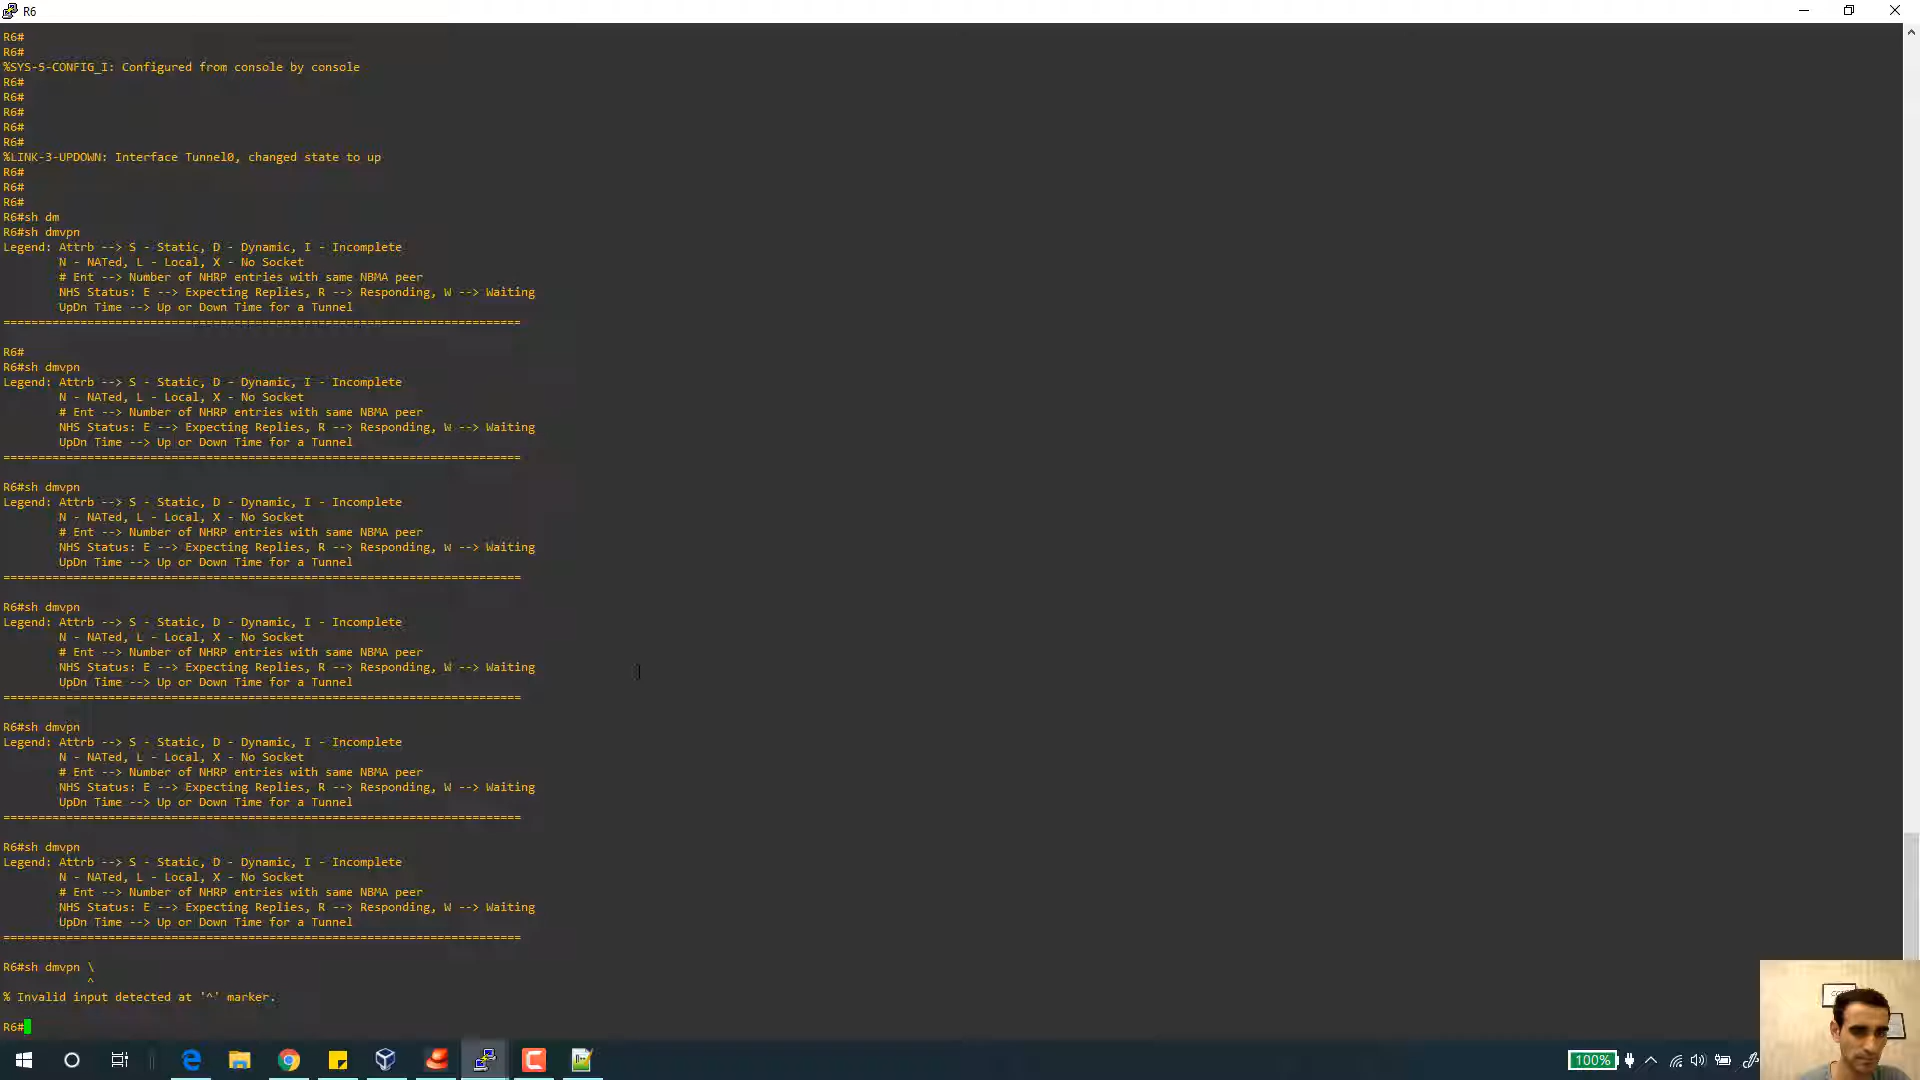 R6
R6#
R6#
%SYS-5-CONFIG_I: Configured from console by console
R6#
R6#
R6#
R6#
R6#
%LINK-3-UPDOWN: Interface Tunnel0, changed state to up
R6#
R6#
R6#
R6#sh dm
R6#sh dmvpn
Legend: Attrb --> S - Static, D - Dynamic, I - Incomplete
N - NATed, L - Local, X - No Socket
# Ent --> Number of NHRP entries with same NBMA peer
NHS Status: E --> Expecting Replies, R --> Responding, W --> Waiting
UpDn Time --> Up or Down Time for a Tunnel
==========================================================================
R6#
R6#sh dmvpn
Legend: Attrb --> S - Static, D - Dynamic, I - Incomplete
N - NATed, L - Local, X - No Socket
# Ent --> Number of NHRP entries with same NBMA peer
NHS Status: E --> Expecting Replies, R --> Responding, W --> Waiting
UpDn Time --> Up or Down Time for a Tunnel
==========================================================================
R6#sh dmvpn
Legend: Attrb --> S - Static, D - Dynamic, I - Incomplete
N - NATed, L - Local, X - No Socket
# Ent --> Number of NHRP entries with same NBMA peer
NHS Status: E --> Expecting Replies, R --> Responding, W --> Waiting
UpDn Time --> Up or Down Time for a Tunnel
==========================================================================
R6#sh dmvpn
Legend: Attrb --> S - Static, D - Dynamic, I - Incomplete
N - NATed, L - Local, X - No Socket
# Ent --> Number of NHRP entries with same NBMA peer
NHS Status: E --> Expecting Replies, R --> Responding, W --> Waiting
UpDn Time --> Up or Down Time for a Tunnel
==========================================================================
R6#sh dmvpn
Legend: Attrb --> S - Static, D - Dynamic, I - Incomplete
N - NATed, L - Local, X - No Socket
# Ent --> Number of NHRP entries with same NBMA peer
NHS Status: E --> Expecting Replies, R --> Responding, W --> Waiting
UpDn Time --> Up or Down Time for a Tunnel
==========================================================================
R6#sh dmvpn
Legend: Attrb --> S - Static, D - Dynamic, I - Incomplete
N - NATed, L - Local, X - No Socket
# Ent --> Number of NHRP entries with same NBMA peer
NHS Status: E --> Expecting Replies, R --> Responding, W --> Waiting
UpDn Time --> Up or Down Time for a Tunnel
==========================================================================
R6#sh dmvpn \
^
% Invalid input detected at '^' marker.
R6#
100%